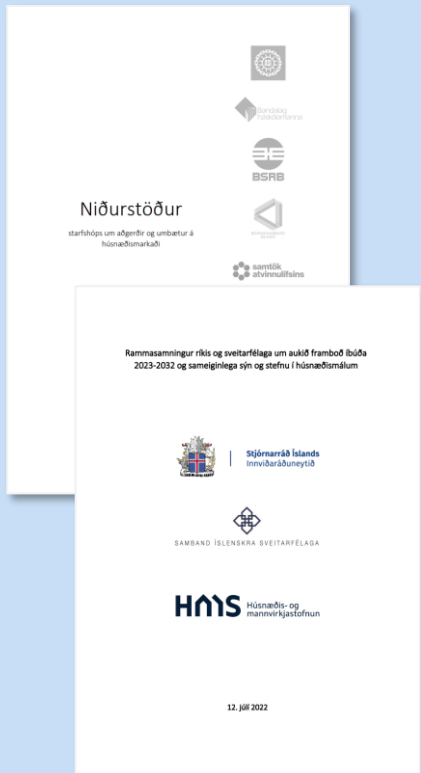 Bandalag
háskólamanna
BSRB
Niðurstöður
starfshóps um aðgerðir og umbætur á
húsnæðismarkaði
samtök
atvinnulífsins
Rammasamningur ríkis og sveitarfélaga um aukið framboð íbúða
2023-2032 og sameiginlega sýn og stefnu í húsnæðismálum
Stjórnarráð Íslands
Innviðaráðuneytið
SAMBAND ÍSLENSKRA SVEITARFÉLAGA
HMS Húsnæðis- og
mannvirkjastofnun
12. júlí 2022